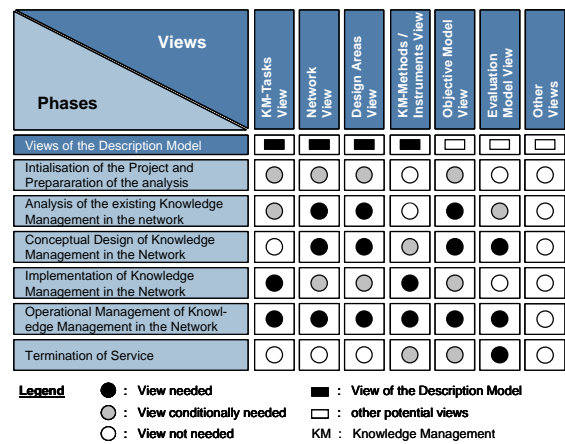 Views
Phases
KM-Tasks
View
Network
View
Design Areas
View
KM-Methods /
Instruments View
Objective Model
View
Evaluation
Model View
Other
Views
Views of the Description Model
Intialisation of the Project and
Prepararation of the analysis
Analysis of the existing Knowledge
Management in the network
Conceptual Design of Knowledge
Management in the Network
Implementation of Knowledge
Management in the Network
Operational Management of Knowl-
edge Management in the Network
Termination of Service
Legend
: View needed
: View of the Description Model
: View conditionally needed
: other potential views
: View not needed
KM : Knowledge Management